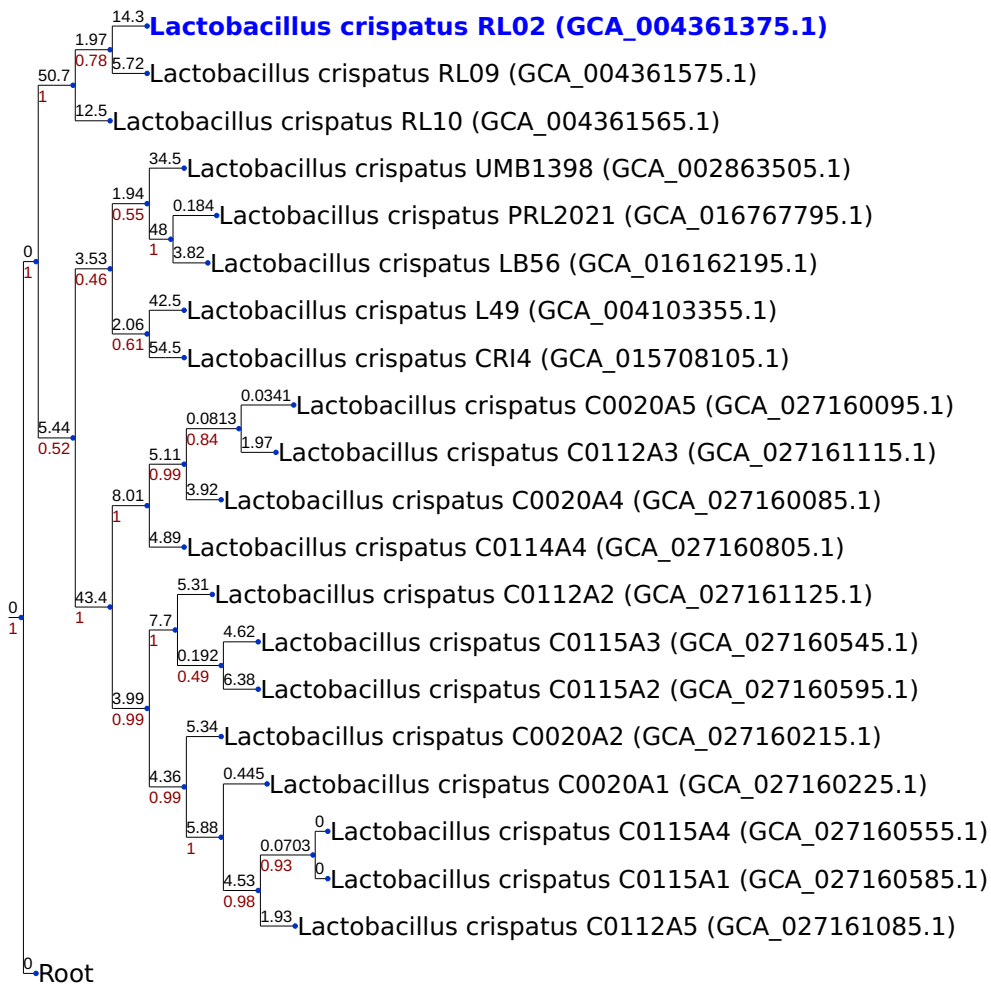 14.3
Lactobacillus crispatus RL02 (GCA_004361375.1)
1.97
0.78
5.72
Lactobacillus crispatus RL09 (GCA_004361575.1)
50.7
1
12.5
Lactobacillus crispatus RL10 (GCA_004361565.1)
34.5
Lactobacillus crispatus UMB1398 (GCA_002863505.1)
1.94
0.55
0.184
Lactobacillus crispatus PRL2021 (GCA_016767795.1)
48
1
3.82
Lactobacillus crispatus LB56 (GCA_016162195.1)
0
1
3.53
0.46
42.5
Lactobacillus crispatus L49 (GCA_004103355.1)
2.06
0.61
54.5
Lactobacillus crispatus CRI4 (GCA_015708105.1)
0.0341
Lactobacillus crispatus C0020A5 (GCA_027160095.1)
0.0813
0.84
1.97
Lactobacillus crispatus C0112A3 (GCA_027161115.1)
5.44
0.52
5.11
0.99
3.92
Lactobacillus crispatus C0020A4 (GCA_027160085.1)
8.01
1
4.89
Lactobacillus crispatus C0114A4 (GCA_027160805.1)
5.31
Lactobacillus crispatus C0112A2 (GCA_027161125.1)
43.4
1
0
1
7.7
1
4.62
Lactobacillus crispatus C0115A3 (GCA_027160545.1)
0.192
0.49
6.38
Lactobacillus crispatus C0115A2 (GCA_027160595.1)
3.99
0.99
5.34
Lactobacillus crispatus C0020A2 (GCA_027160215.1)
4.36
0.99
0.445
Lactobacillus crispatus C0020A1 (GCA_027160225.1)
5.88
1
0
Lactobacillus crispatus C0115A4 (GCA_027160555.1)
0.0703
0.93
0
Lactobacillus crispatus C0115A1 (GCA_027160585.1)
4.53
0.98
1.93
Lactobacillus crispatus C0112A5 (GCA_027161085.1)
0
Root